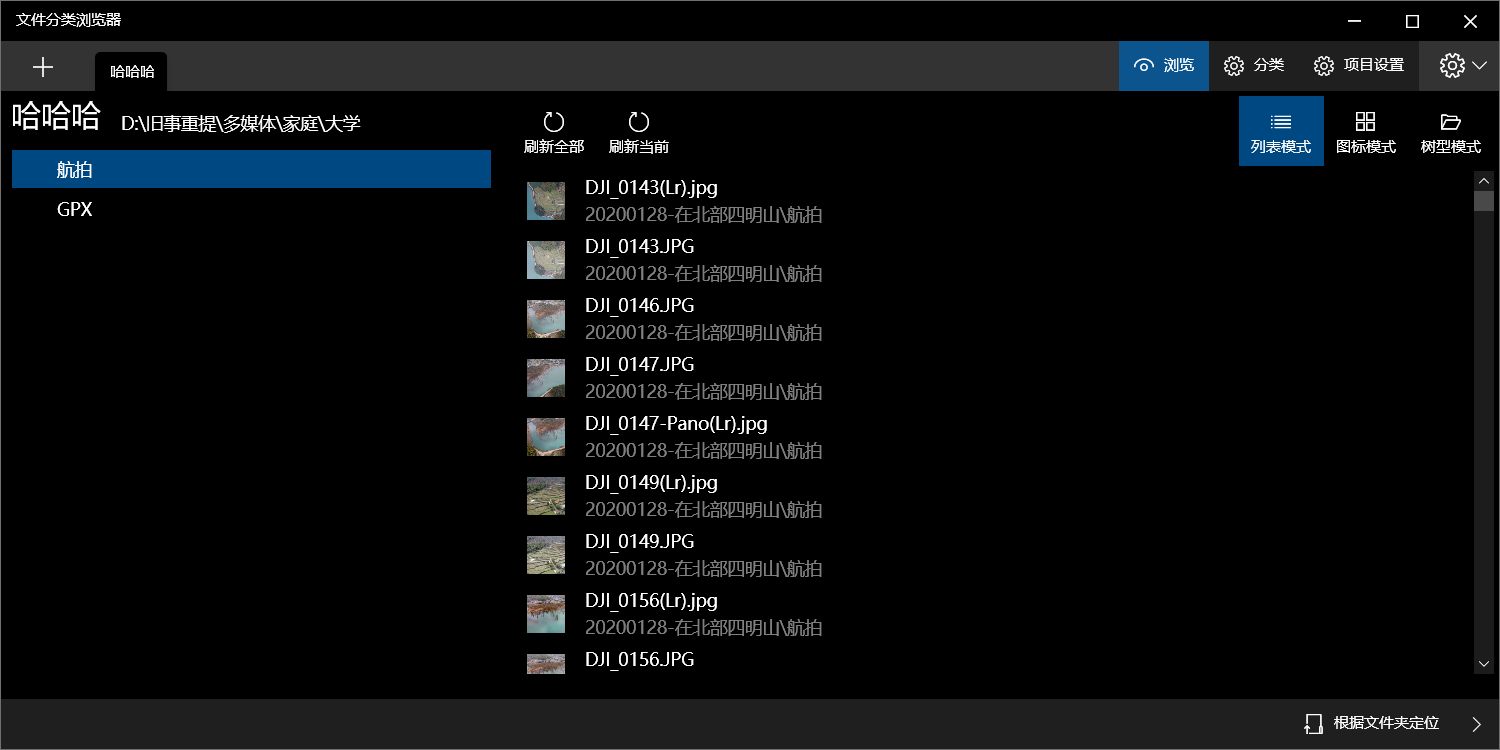 文件分类浏览器
哈哈哈
浏览
分类
项目设置
哈哈哈
D:\旧事重提\多媒体\家庭\大学
刷新全部
刷新当前
列表模式
图标模式
树型模式
航拍
GPX
DJI_0143(Lr).jpg
20200128-在北部四明山\航拍
DJI_0143.JPG
20200128-在北部四明山\航拍
DJI_0146.JPG
20200128-在北部四明山\航拍
DJI_0147.JPG
20200128-在北部四明山\航拍
DJI_0147-Pano(Lr).jpg
20200128-在北部四明山\航拍
DJI_0149(Lr).jpg
20200128-在北部四明山\航拍
DJI_0149.JPG
20200128-在北部四明山\航拍
DJI_0156(Lr).jpg
20200128-在北部四明山\航拍
DJI_0156.JPG
根据文件夹定位